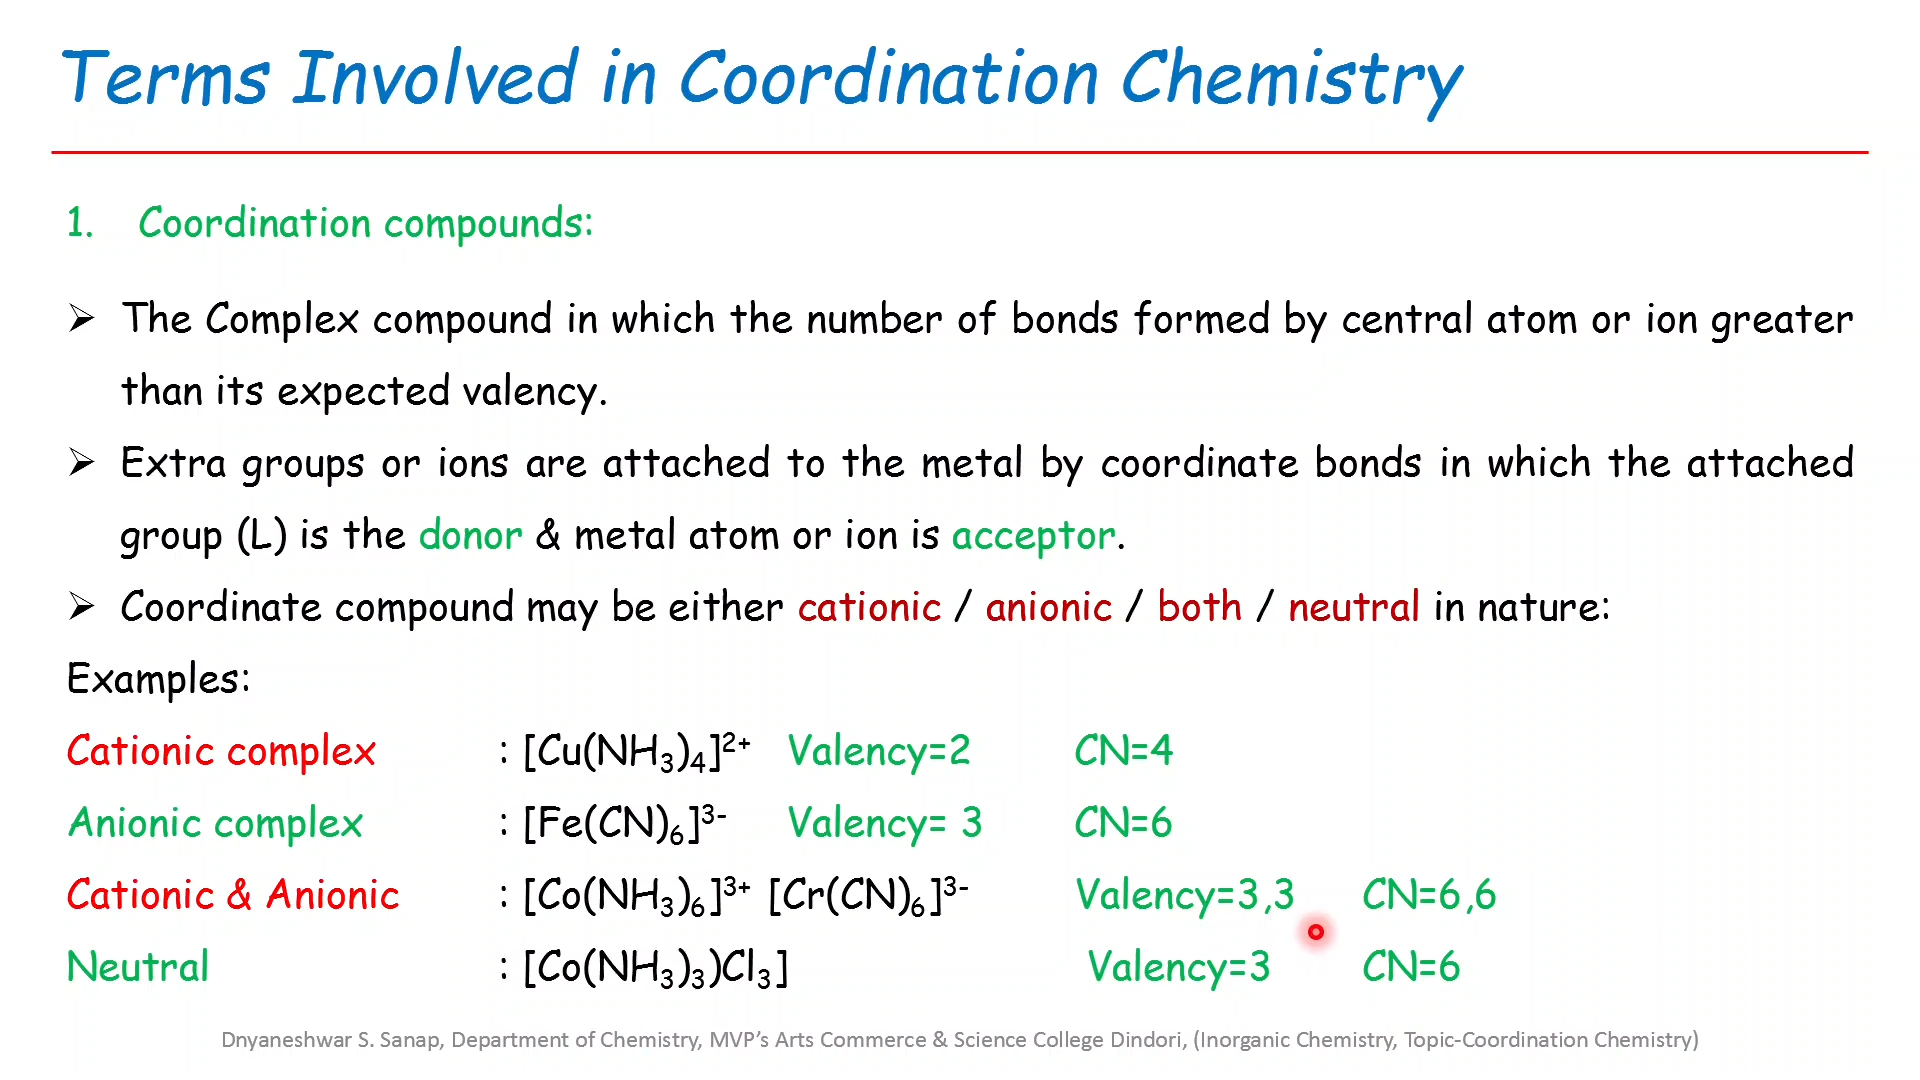 Terms Involved in Coordination Chemistry
1. Coordination compounds:
➢ The Complex compound in which the number of bonds formed by central atom or ion greater
than its expected valency.
➢ Extra groups or ions are attached to the metal by coordinate bonds in which the attached
group (L) is the donor & metal atom or ion is acceptor.
➢ Coordinate compound may be either cationic / anionic / both / neutral in nature:
Examples:
Cationic complex : [Cu(NH₃)₄]²⁺ Valency=2 CN=4
Anionic complex : [Fe(CN)₆]³⁻ Valency= 3 CN=6
Cationic & Anionic : [Co(NH₃)₆]³⁺ [Cr(CN)₆]³⁻ Valency=3,3 CN=6,6
Neutral : [Co(NH₃)₃)Cl₃] Valency=3 CN=6
Dnyaneshwar S. Sanap, Department of Chemistry, MVP’s Arts Commerce & Science College Dindori, (Inorganic Chemistry, Topic-Coordination Chemistry)